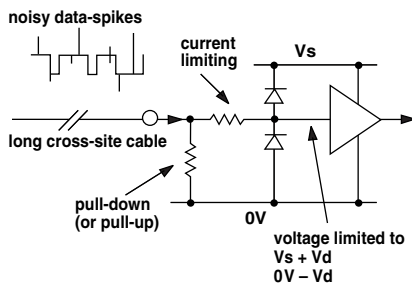 noisy data-spikes
current
limiting
Vs
long cross-site cable
pull-down
(or pull-up)
0V
voltage limited to
Vs + Vd
0V – Vd